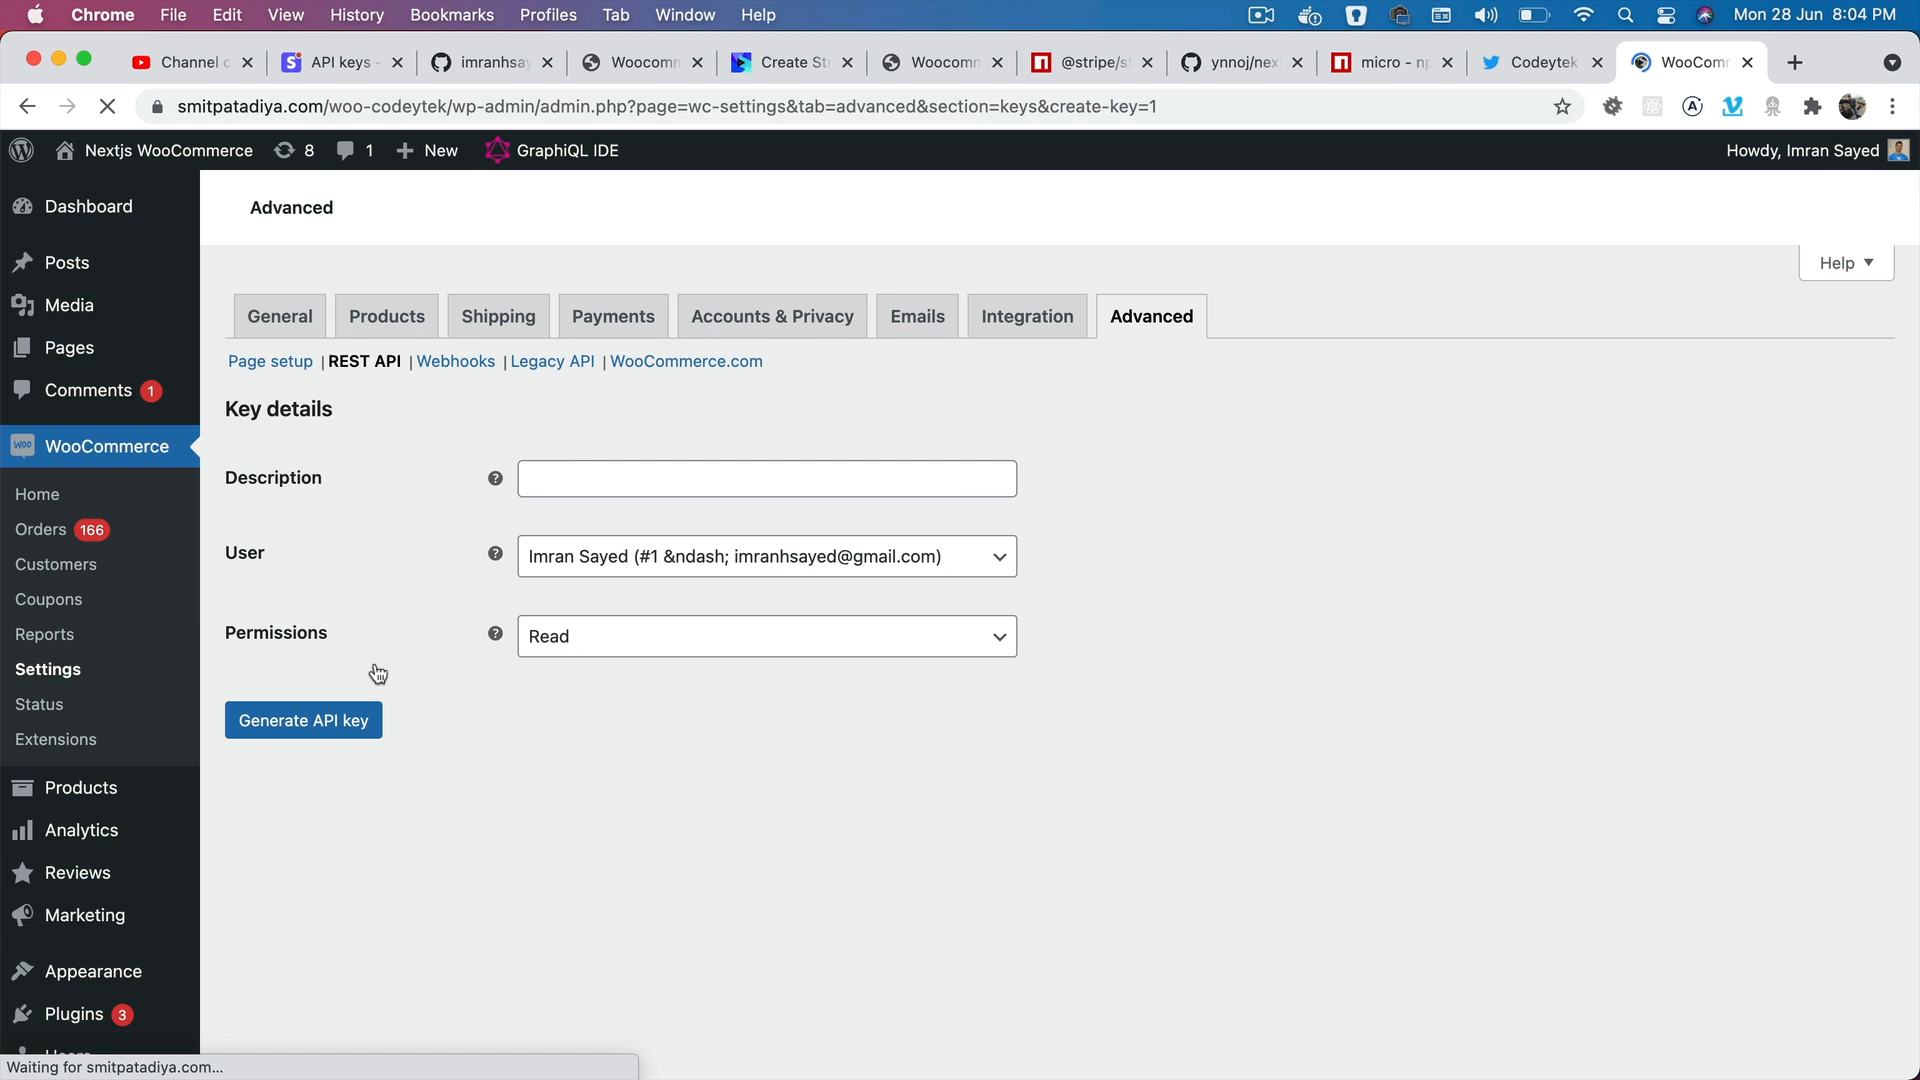 Chrome File Edit View History Bookmarks Profiles Tab Window Help Mon 28 Jun 8:04 PM
Channel c API keys - imranhsay Woocomm Create St Woocomm @stripe/s ynnoj/nex micro - np Codeytek WooComm
smitpatadiya.com/woo-codeytek/wp-admin/admin.php?page=wc-settings&tab=advanced&section=keys&create-key=1
Nextjs WooCommerce 8 1 New GraphiQL IDE Howdy, Imran Sayed
Dashboard
Posts
Media
Pages
Comments 1
WooCommerce
Home
Orders 166
Customers
Coupons
Reports
Settings
Status
Extensions
Products
Analytics
Reviews
Marketing
Appearance
Plugins 3
Advanced
Help
General Products Shipping Payments Accounts & Privacy Emails Integration Advanced
Page setup | REST API | Webhooks | Legacy API | WooCommerce.com
Key details
Description
User Imran Sayed (#1 &ndash; imranhsayed@gmail.com)
Permissions Read
Generate API key
Waiting for smitpatadiya.com...